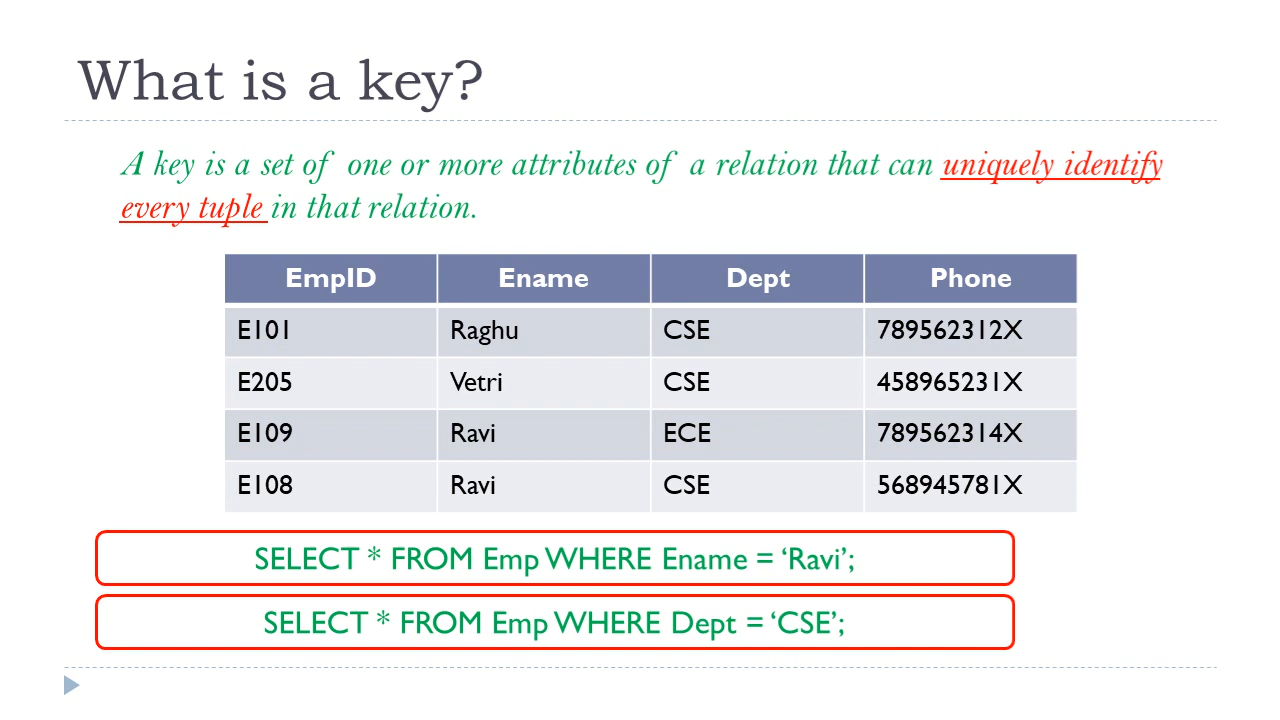 What is a key?
A key is a set of one or more attributes of a relation that can uniquely identify
every tuple in that relation.
EmpID Ename Dept Phone
E101 Raghu CSE 789562312X
E205 Vetri CSE 458965231X
E109 Ravi ECE 789562314X
E108 Ravi CSE 568945781X
SELECT * FROM Emp WHERE Ename = ‘Ravi’;
SELECT * FROM Emp WHERE Dept = ‘CSE’;